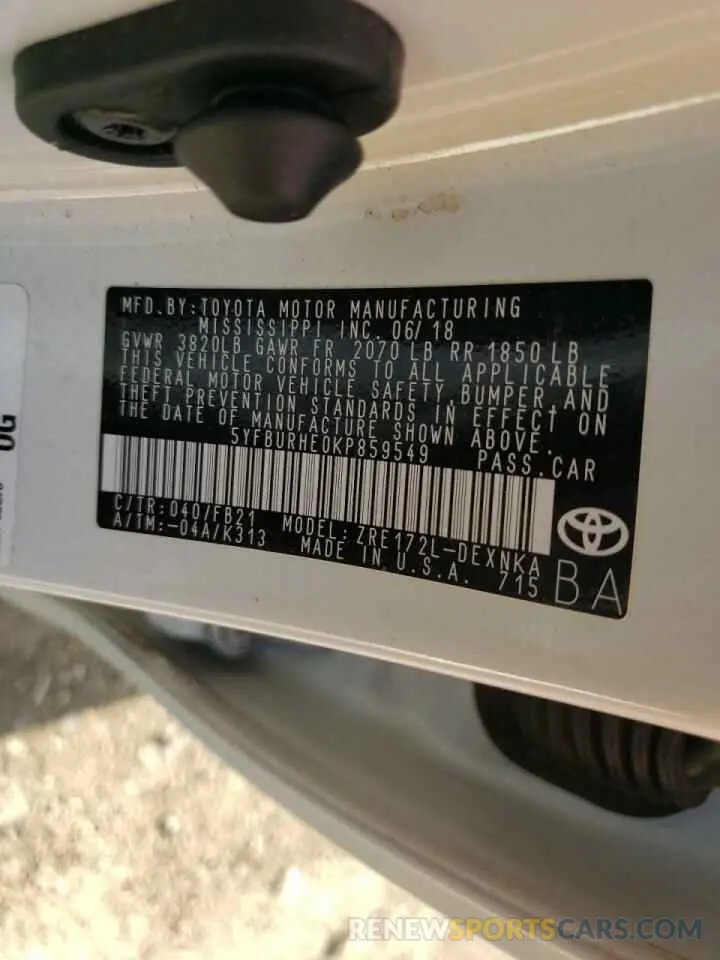 MFD.BY:TOYOTA MOTOR MANUFACTURING
MISSISSIPPI INC. 06/18
GVWR 3820LB GAWR FR 2070 LB RR 1850 LB
THIS VEHICLE CONFORMS TO ALL APPLICABLE
FEDERAL MOTOR VEHICLE SAFETY,BUMPER, AND
THEFT PREVENTION STANDARDS IN EFFECT ON
THE DATE OF MANUFACTURE SHOWN ABOVE.
5YFBURHE0KP859549 PASS.CAR
C/TR: 040/FB21 MODEL: ZRE172L-DEXNKA
A/TM:-04A/K313 MADE IN U.S.A. 715
BA
UG
RENEWSPORTSCARS.COM